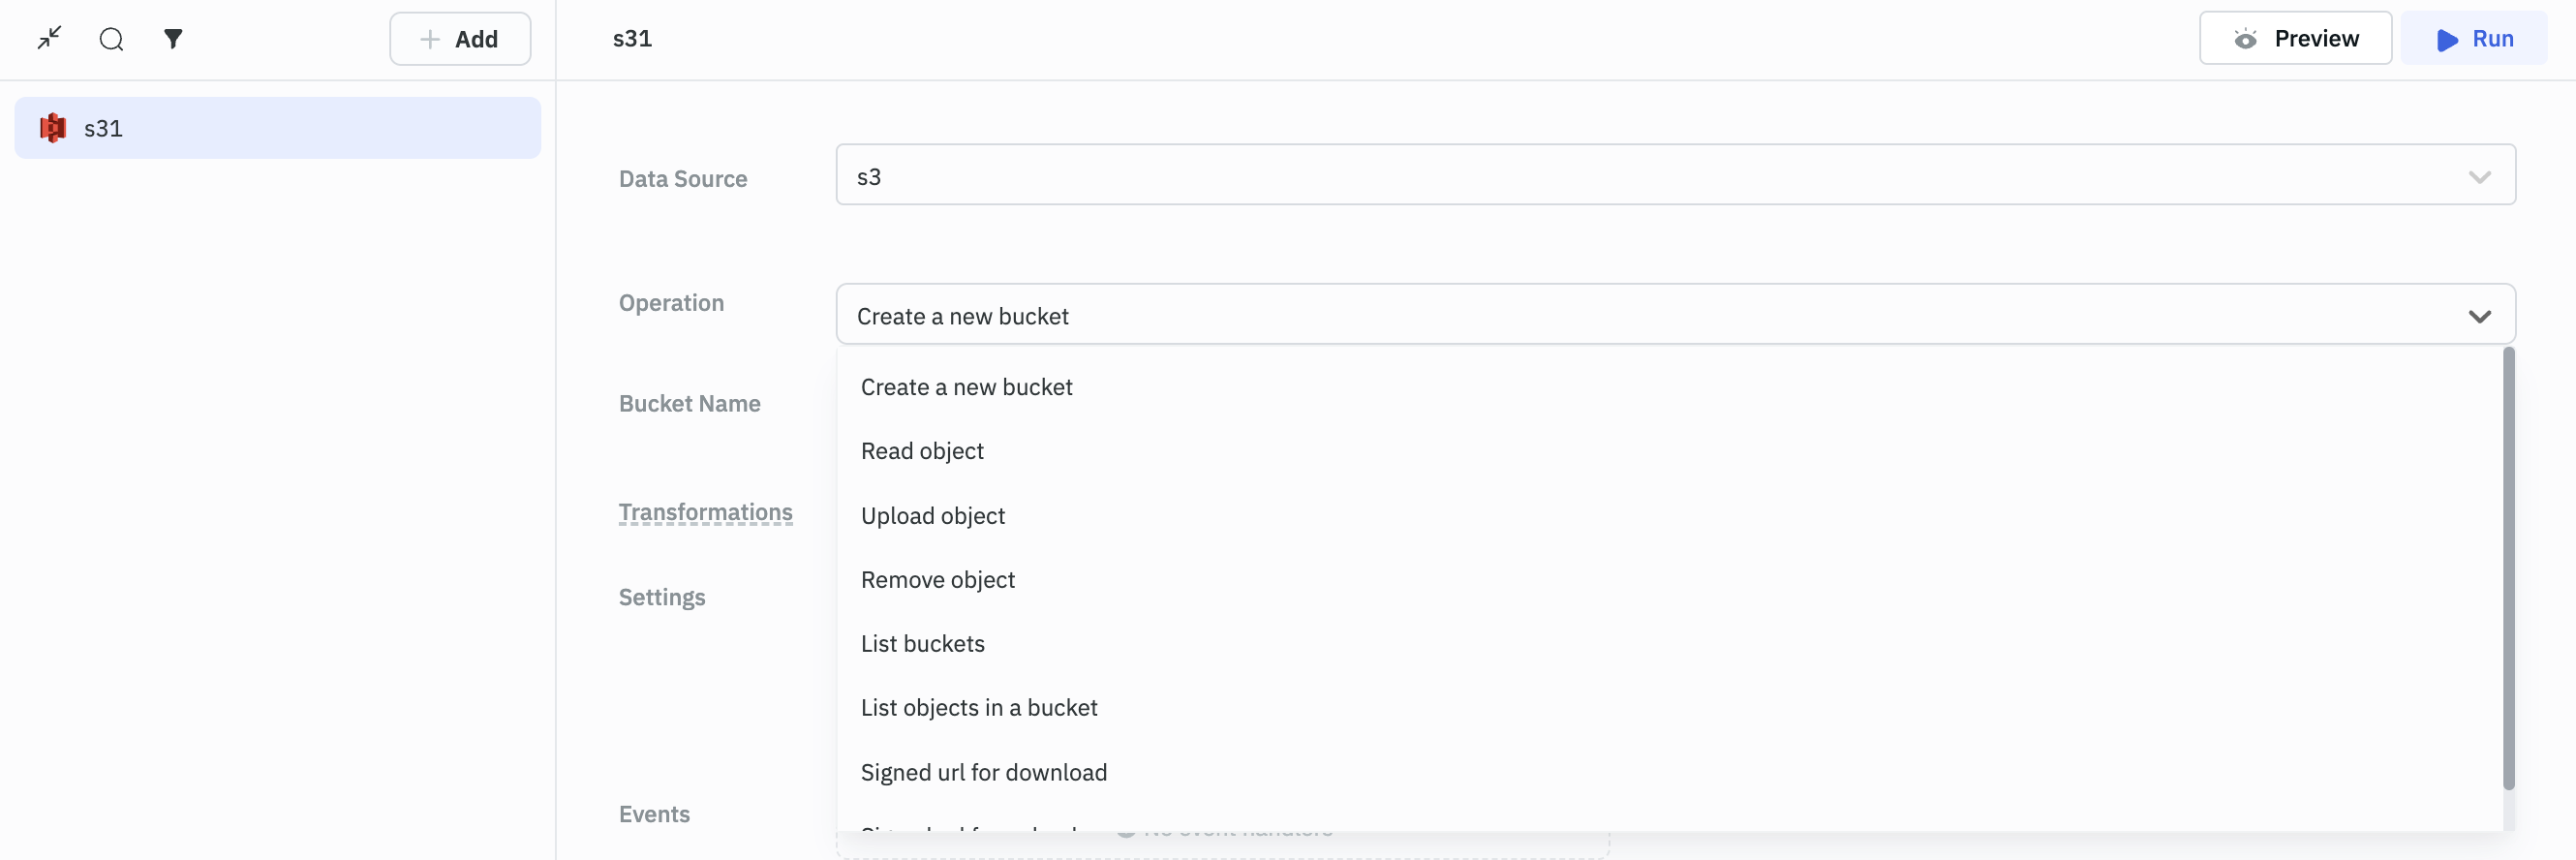 Add
s31
Preview
Run
s31
Data Source
s3
Operation
Create a new bucket
Create a new bucket
Bucket Name
Read object
Transformations
Upload object
Remove object
Settings
List buckets
List objects in a bucket
Signed url for download
Events